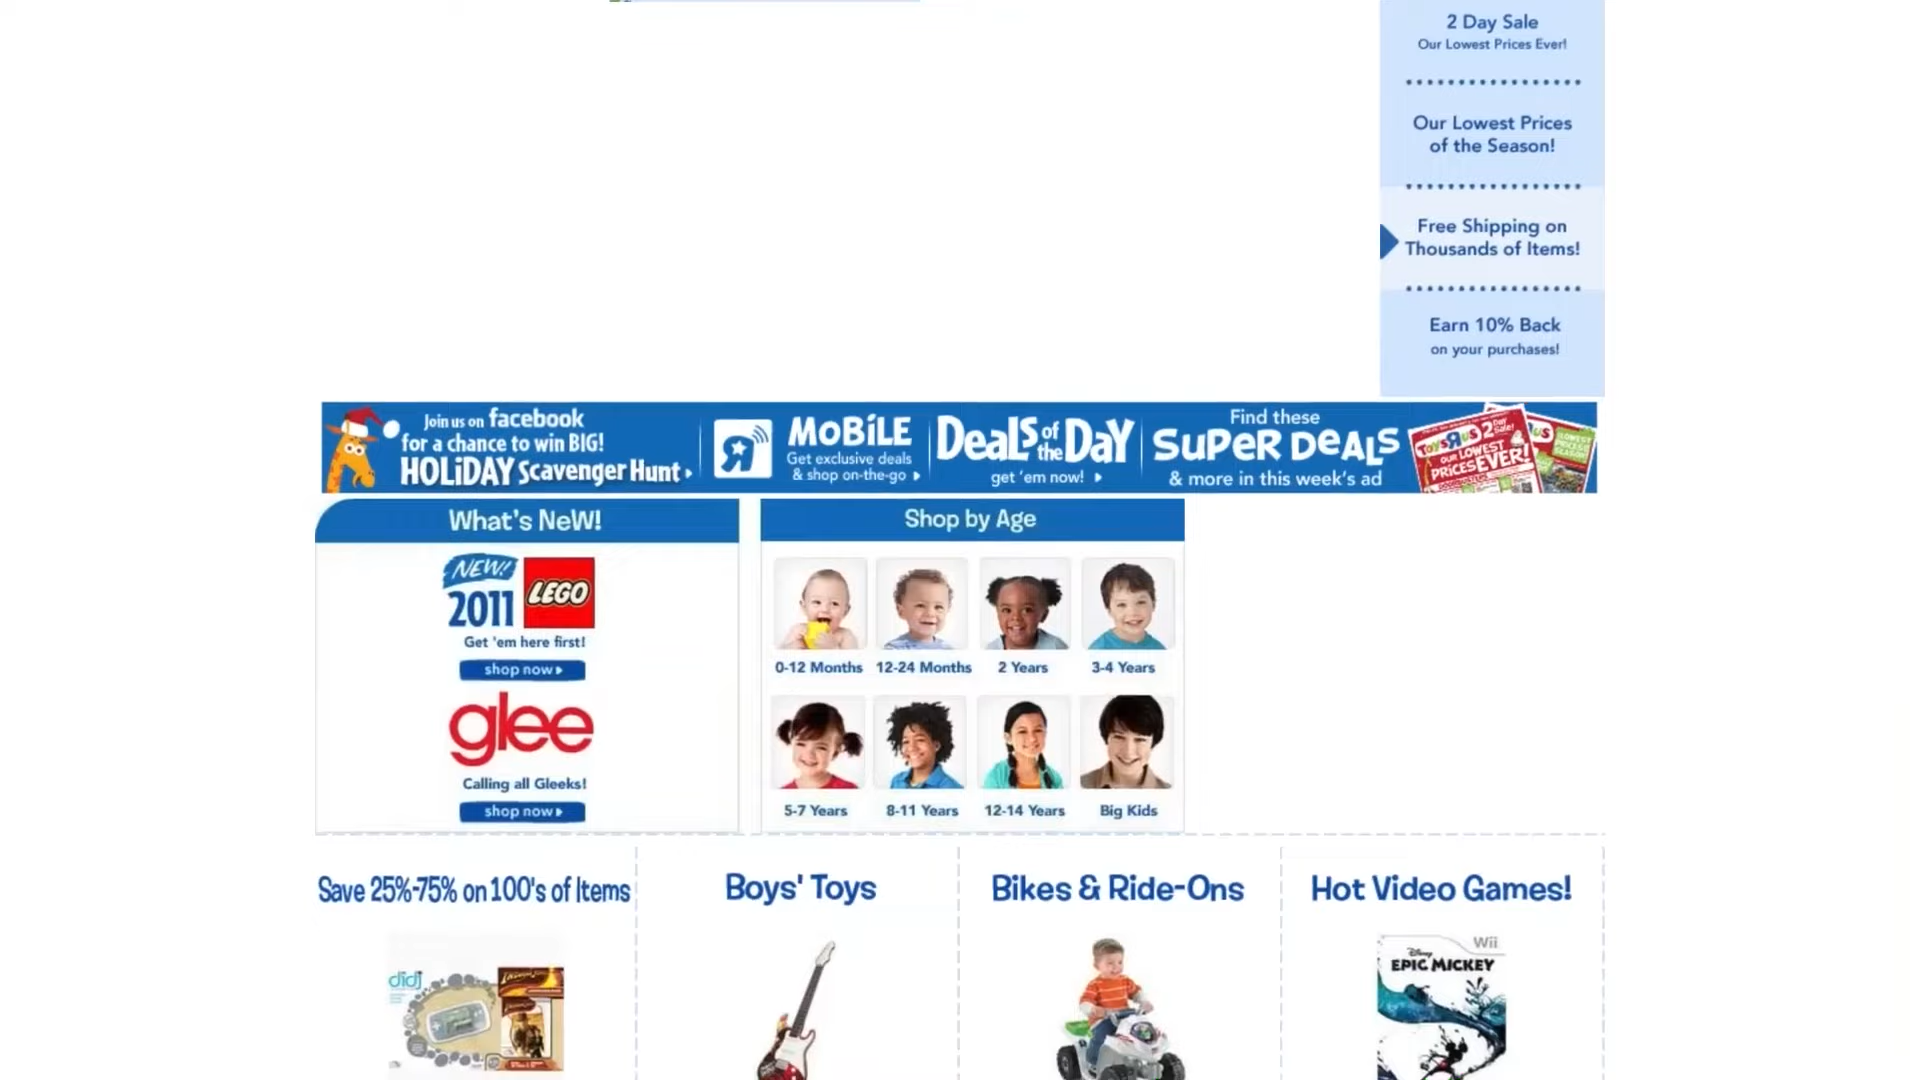 2 Day Sale
Our Lowest Prices Ever!
Our Lowest Prices
of the Season!
Free Shipping on
Thousands of Items!
Earn 10% Back
on your purchases!
Join us on facebook
for a chance to win BIG!
HOLiDAY Scavenger Hunt
MOBiLE
Get exclusive deals
& shop on-the-go
DeaLS of the DaY
get 'em now!
Find these
SuPeR DeaLS
& more in this week's ad
TOYSЯUS 2 Day Sale!
OUR LOWEST
PRICES EVER!
What's NeW!
NEW!
2011 LEGO
Get 'em here first!
shop now
glee
Calling all Gleeks!
shop now
Shop by Age
0-12 Months 12-24 Months 2 Years 3-4 Years
5-7 Years 8-11 Years 12-14 Years Big Kids
Save 25%-75% on 100's of Items
Boys' Toys
Bikes & Ride-Ons
Hot Video Games!
didj
Wii
Disney
EPIC MICKEY